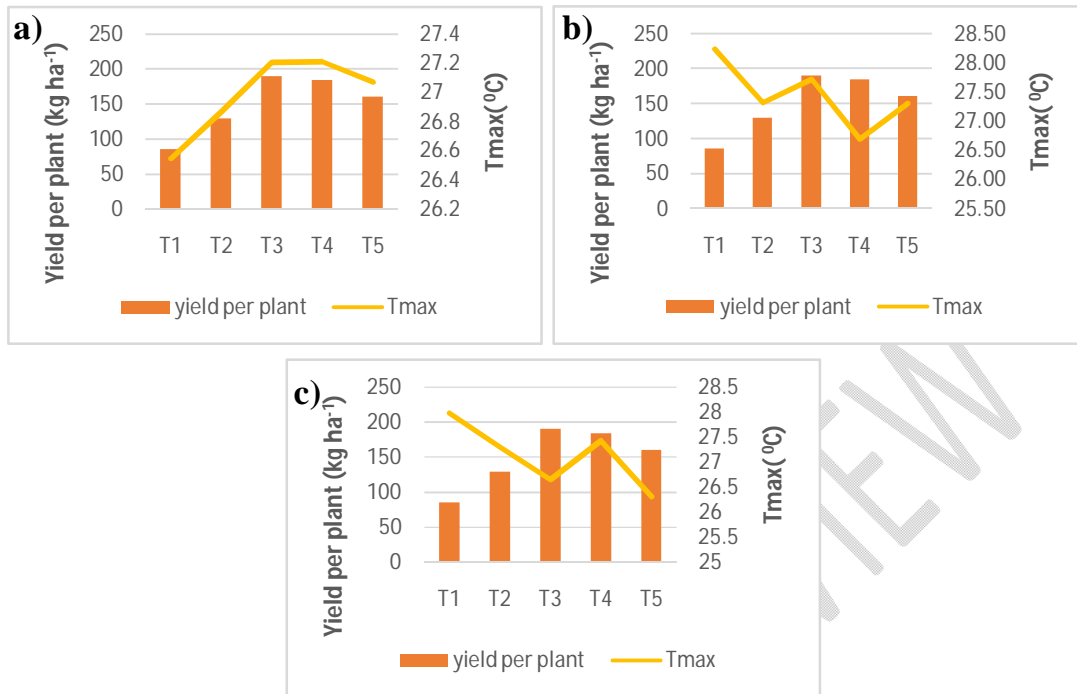 a)
Yield per plant (kg ha⁻¹)
250
200
150
100
50
0
27.4
27.2
27
26.8
26.6
26.4
26.2
Tmax( ⁰C)
T1 T2 T3 T4 T5
yield per plant Tmax
b)
Yield per plant (kg ha⁻¹)
250
200
150
100
50
0
28.50
28.00
27.50
27.00
26.50
26.00
25.50
Tmax( ⁰C)
T1 T2 T3 T4 T5
yield per plant Tmax
c)
Yield per plant (kg ha⁻¹)
250
200
150
100
50
0
28.5
28
27.5
27
26.5
26
25.5
25
Tmax( ⁰C)
T1 T2 T3 T4 T5
yield per plant Tmax